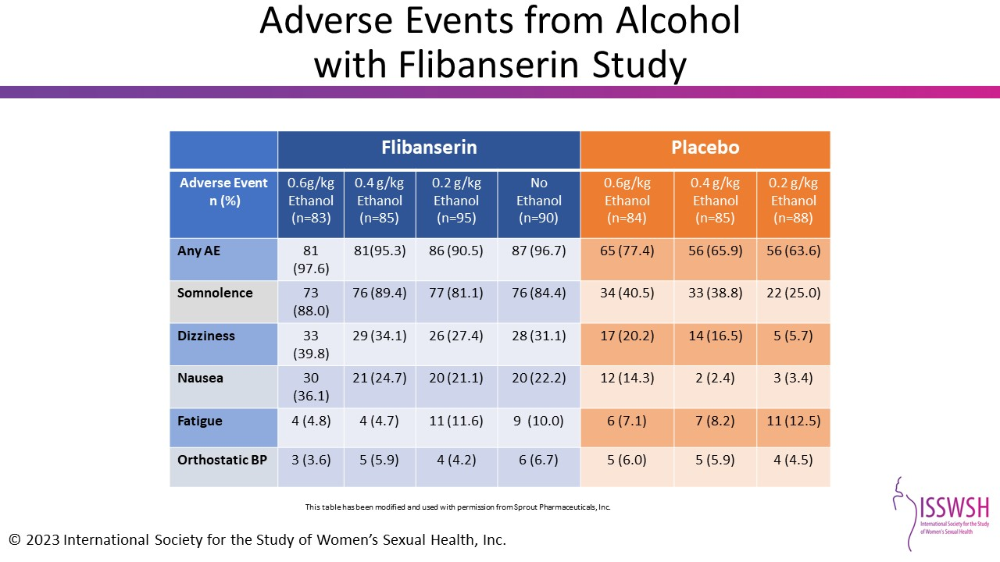 Adverse Events from Alcohol
with Flibanserin Study
Flibanserin Placebo
Adverse Event n (%) 0.6g/kg Ethanol (n=83) 0.4 g/kg Ethanol (n=85) 0.2 g/kg Ethanol (n=95) No Ethanol (n=90) 0.6g/kg Ethanol (n=84) 0.4 g/kg Ethanol (n=85) 0.2 g/kg Ethanol (n=88)
Any AE 81 (97.6) 81(95.3) 86 (90.5) 87 (96.7) 65 (77.4) 56 (65.9) 56 (63.6)
Somnolence 73 (88.0) 76 (89.4) 77 (81.1) 76 (84.4) 34 (40.5) 33 (38.8) 22 (25.0)
Dizziness 33 (39.8) 29 (34.1) 26 (27.4) 28 (31.1) 17 (20.2) 14 (16.5) 5 (5.7)
Nausea 30 (36.1) 21 (24.7) 20 (21.1) 20 (22.2) 12 (14.3) 2 (2.4) 3 (3.4)
Fatigue 4 (4.8) 4 (4.7) 11 (11.6) 9 (10.0) 6 (7.1) 7 (8.2) 11 (12.5)
Orthostatic BP 3 (3.6) 5 (5.9) 4 (4.2) 6 (6.7) 5 (6.0) 5 (5.9) 4 (4.5)
This table has been modified and used with permission from Sprout Pharmaceuticals, Inc.
ISSWSH
International Society for the Study
of Women's Sexual Health
© 2023 International Society for the Study of Women’s Sexual Health, Inc.